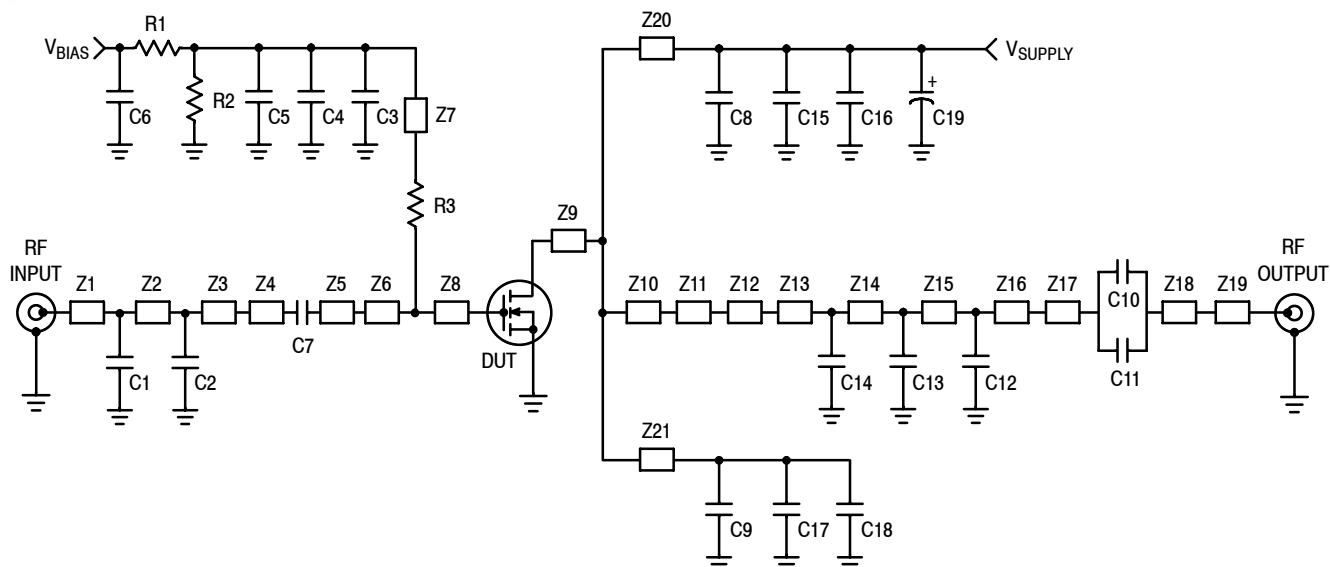 R1
V_BIAS
R2
C6
C5
C4
C3
Z7
R3
Z20
V_SUPPLY
+
C8
C15
C16
C19
Z9
RF
INPUT
Z1
Z2
Z3
Z4
Z5
Z6
Z8
C7
C1
C2
DUT
Z10
Z11
Z12
Z13
Z14
Z15
Z16
Z17
C10
C11
Z18
Z19
RF
OUTPUT
C14
C13
C12
Z21
C9
C17
C18